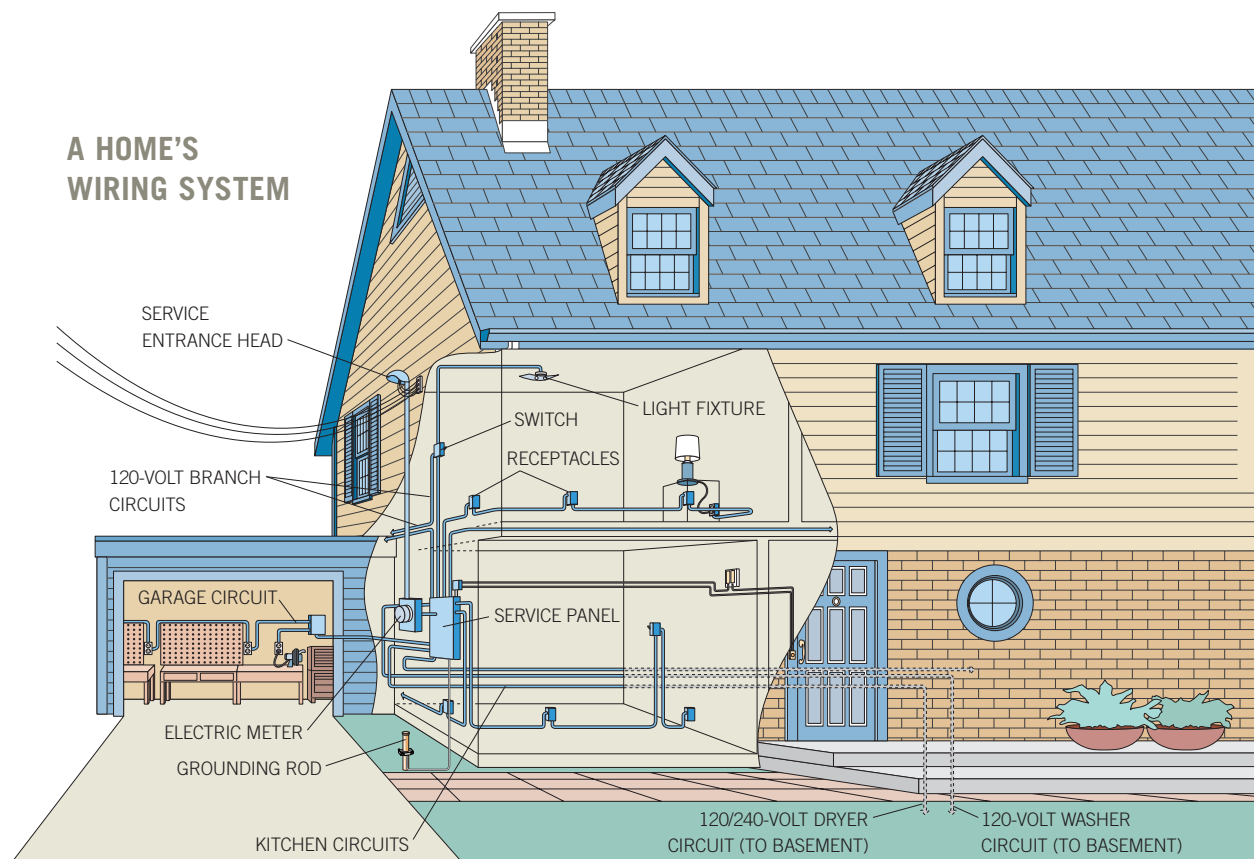 A HOME'S
WIRING SYSTEM
SERVICE
ENTRANCE HEAD
LIGHT FIXTURE
SWITCH
RECEPTACLES
120-VOLT BRANCH
CIRCUITS
GARAGE CIRCUIT
SERVICE PANEL
ELECTRIC METER
GROUNDING ROD
KITCHEN CIRCUITS
120/240-VOLT DRYER
CIRCUIT (TO BASEMENT)
120-VOLT WASHER
CIRCUIT (TO BASEMENT)